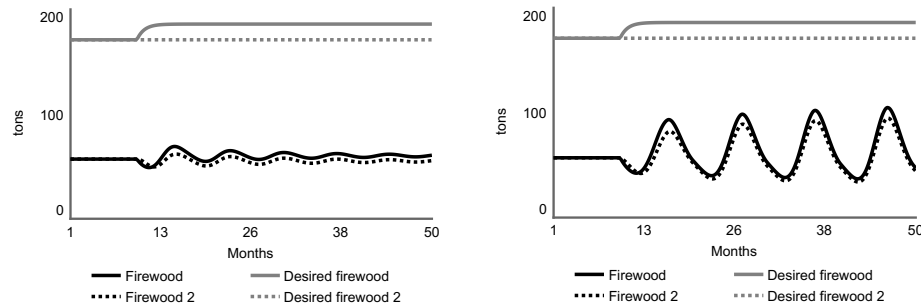 200
tons
100
0
1 13 26 38 50
Months
Firewood Desired firewood
Firewood 2 Desired firewood 2
200
tons
100
0
1 13 26 38 50
Months
Firewood Desired firewood
Firewood 2 Desired firewood 2